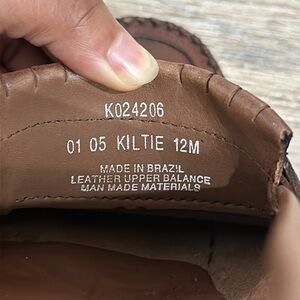 K024206
01 05 KILTIE 12M
MADE IN BRAZIL
LEATHER UPPER BALANCE
MAN MADE MATERIALS